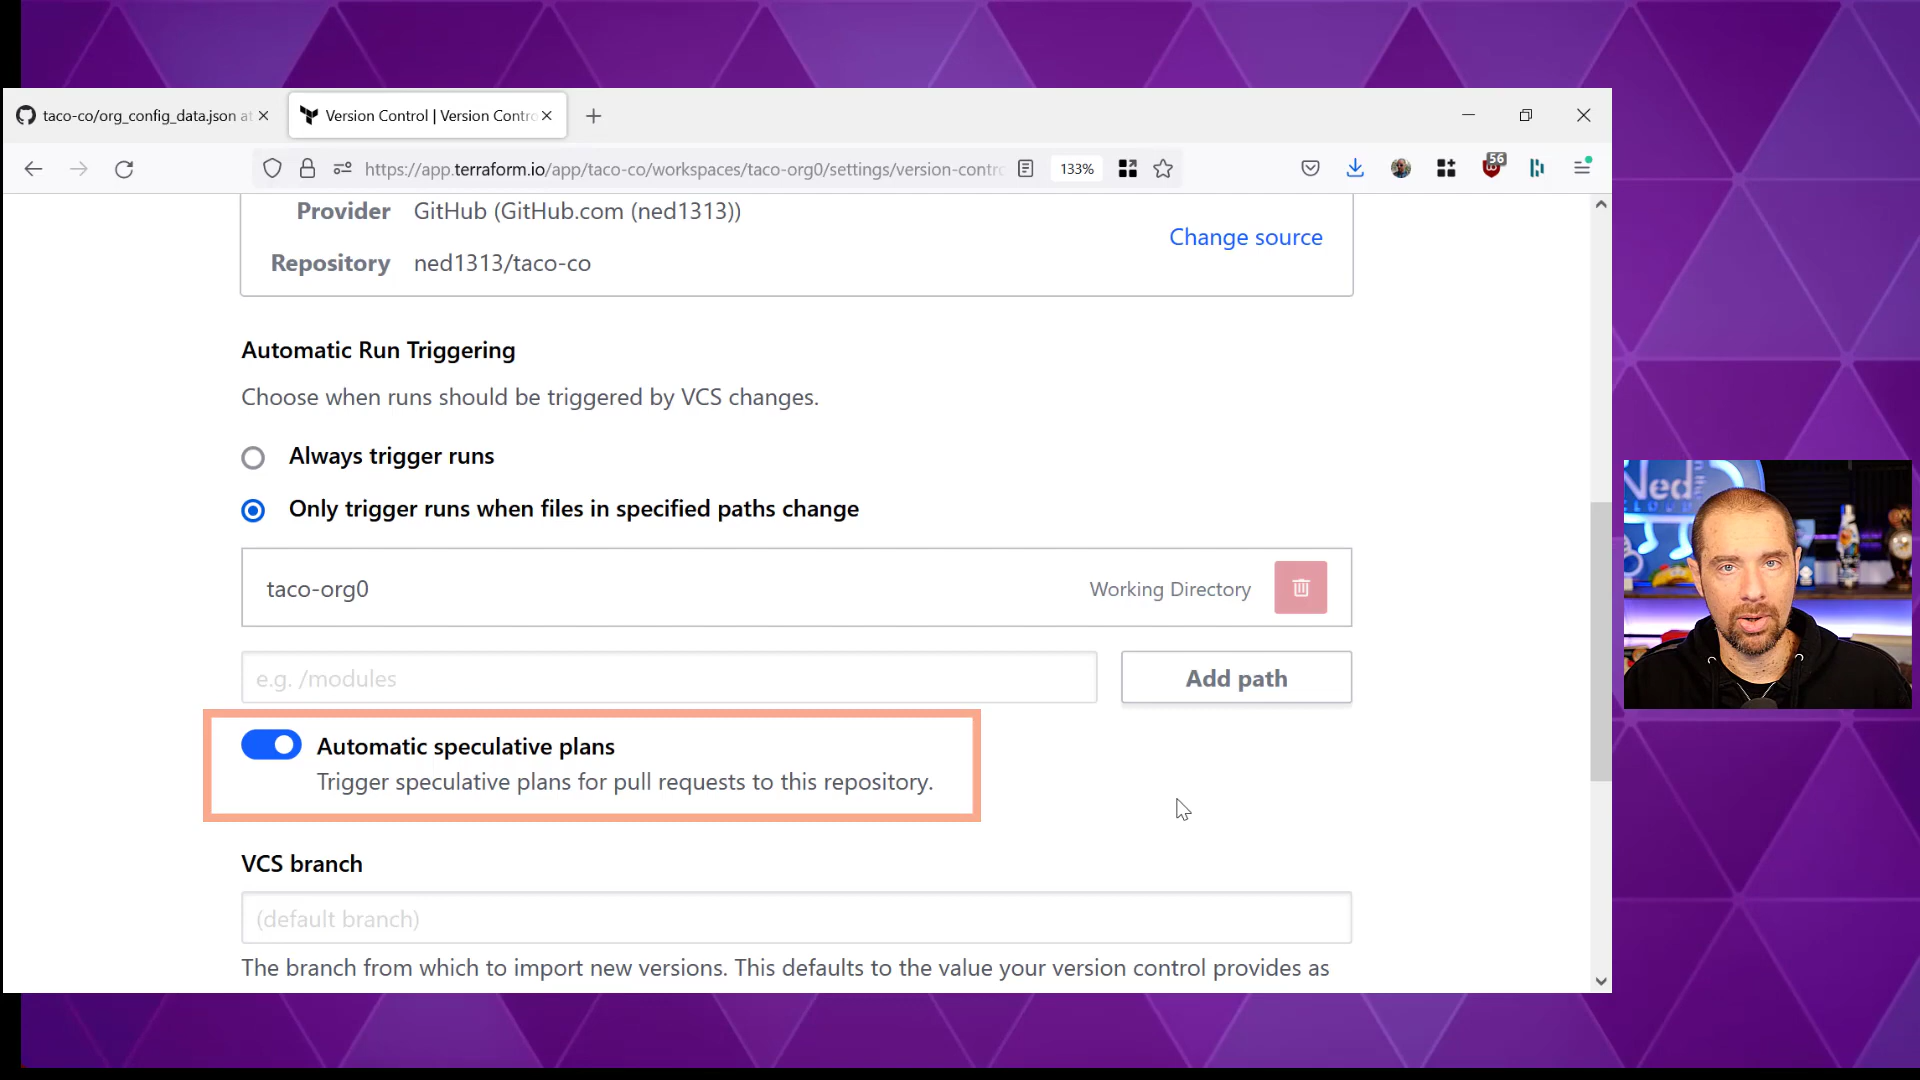 taco-co/org_config_data.json at
Version Control | Version Contro
https://app.terraform.io/app/taco-co/workspaces/taco-org0/settings/version-contro
133%
56
Provider GitHub (GitHub.com (ned1313))
Change source
Repository ned1313/taco-co
Automatic Run Triggering
Choose when runs should be triggered by VCS changes.
Always trigger runs
Only trigger runs when files in specified paths change
taco-org0 Working Directory
e.g. /modules
Add path
Automatic speculative plans
Trigger speculative plans for pull requests to this repository.
VCS branch
(default branch)
The branch from which to import new versions. This defaults to the value your version control provides as
Ned